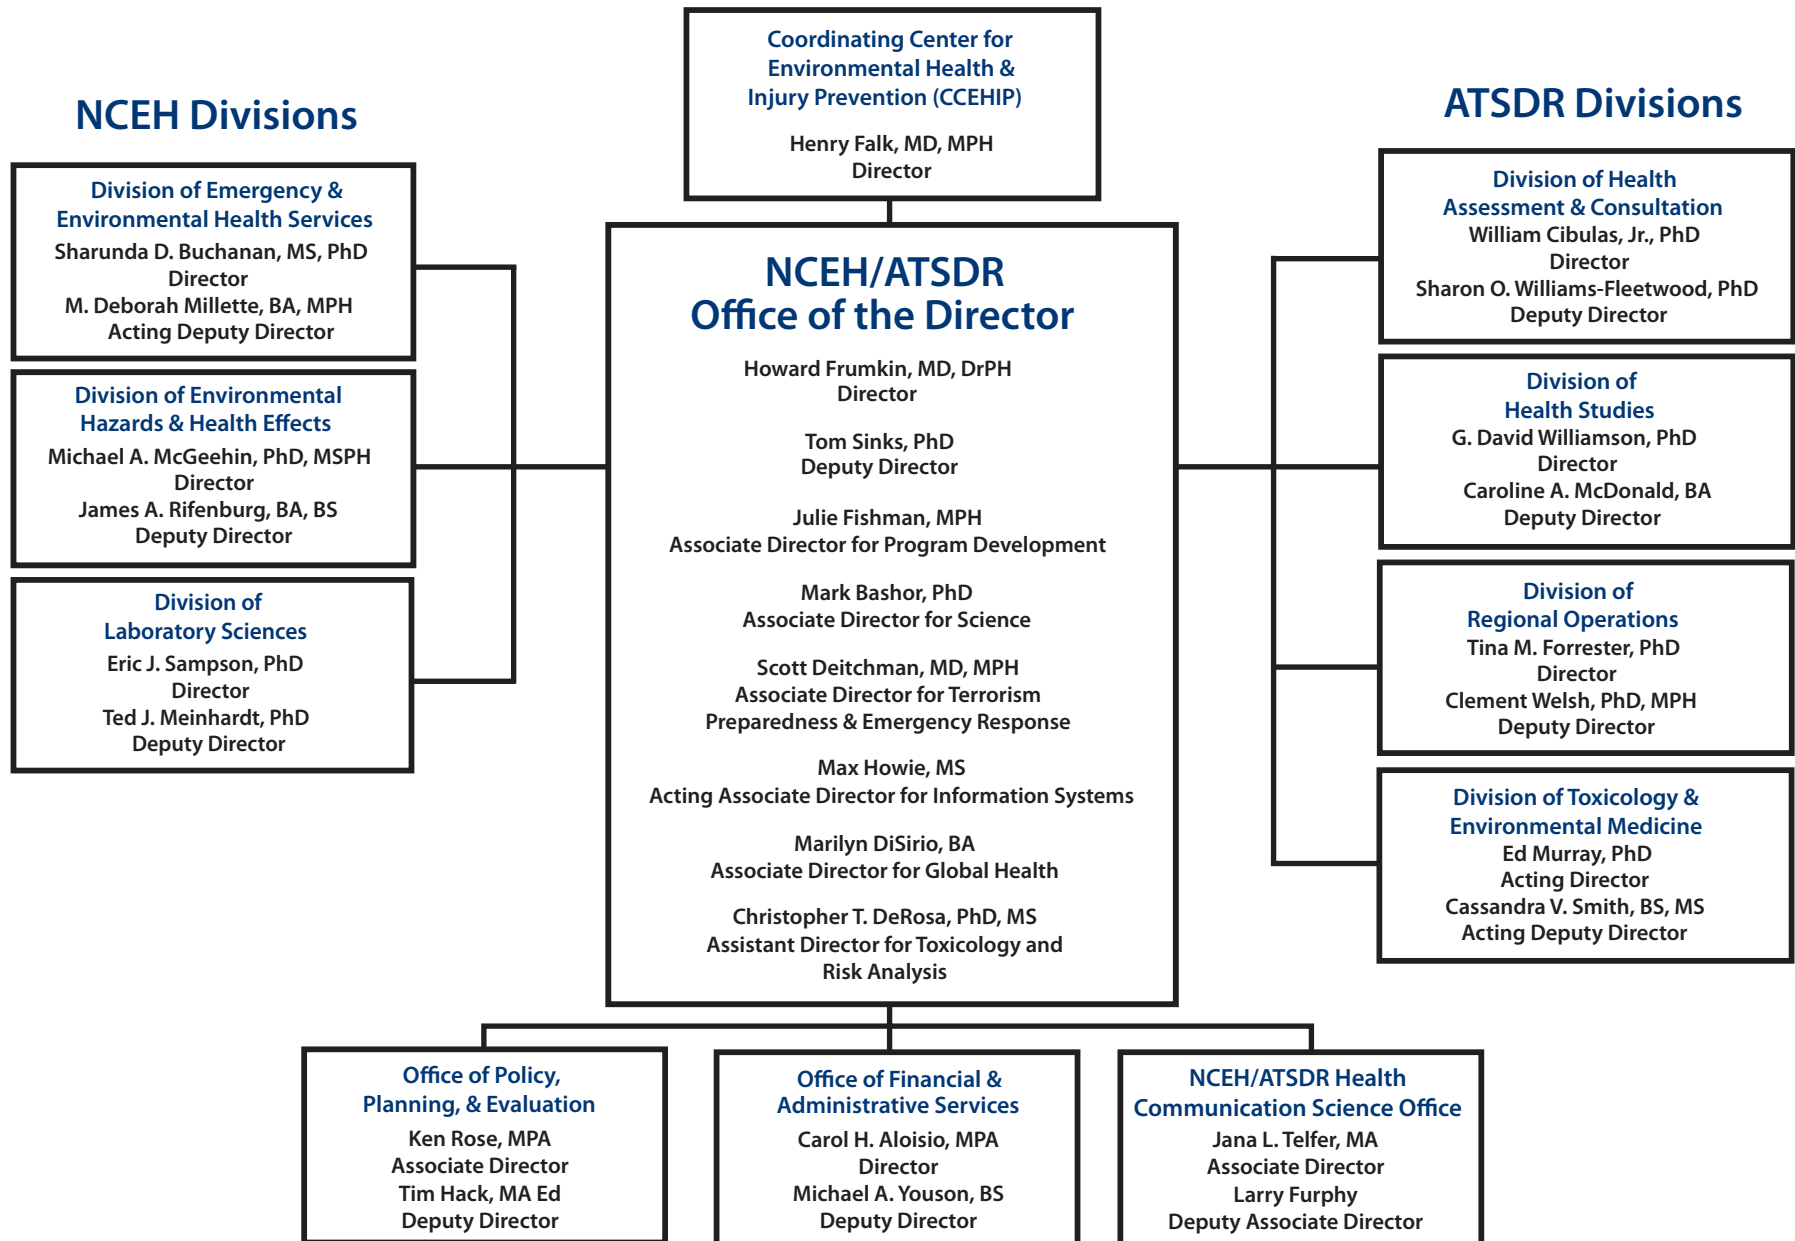 Coordinating Center for
Environmental Health &
Injury Prevention (CCEHIP)
Henry Falk, MD, MPH
Director
NCEH Divisions
Division of Emergency &
Environmental Health Services
Sharunda D. Buchanan, MS, PhD
Director
M. Deborah Millette, BA, MPH
Acting Deputy Director
Division of Environmental
Hazards & Health Effects
Michael A. McGeehin, PhD, MSPH
Director
James A. Rifenburg, BA, BS
Deputy Director
Division of
Laboratory Sciences
Eric J. Sampson, PhD
Director
Ted J. Meinhardt, PhD
Deputy Director
NCEH/ATSDR
Office of the Director
Howard Frumkin, MD, DrPH
Director
Tom Sinks, PhD
Deputy Director
Julie Fishman, MPH
Associate Director for Program Development
Mark Bashor, PhD
Associate Director for Science
Scott Deitchman, MD, MPH
Associate Director for Terrorism
Preparedness & Emergency Response
Max Howie, MS
Acting Associate Director for Information Systems
Marilyn DiSirio, BA
Associate Director for Global Health
Christopher T. DeRosa, PhD, MS
Assistant Director for Toxicology and
Risk Analysis
ATSDR Divisions
Division of Health
Assessment & Consultation
William Cibulas, Jr., PhD
Director
Sharon O. Williams-Fleetwood, PhD
Deputy Director
Division of
Health Studies
G. David Williamson, PhD
Director
Caroline A. McDonald, BA
Deputy Director
Division of
Regional Operations
Tina M. Forrester, PhD
Director
Clement Welsh, PhD, MPH
Deputy Director
Division of Toxicology &
Environmental Medicine
Ed Murray, PhD
Acting Director
Cassandra V. Smith, BS, MS
Acting Deputy Director
Office of Policy,
Planning, & Evaluation
Ken Rose, MPA
Associate Director
Tim Hack, MA Ed
Deputy Director
Office of Financial &
Administrative Services
Carol H. Aloisio, MPA
Director
Michael A. Youson, BS
Deputy Director
NCEH/ATSDR Health
Communication Science Office
Jana L. Telfer, MA
Associate Director
Larry Furphy
Deputy Associate Director